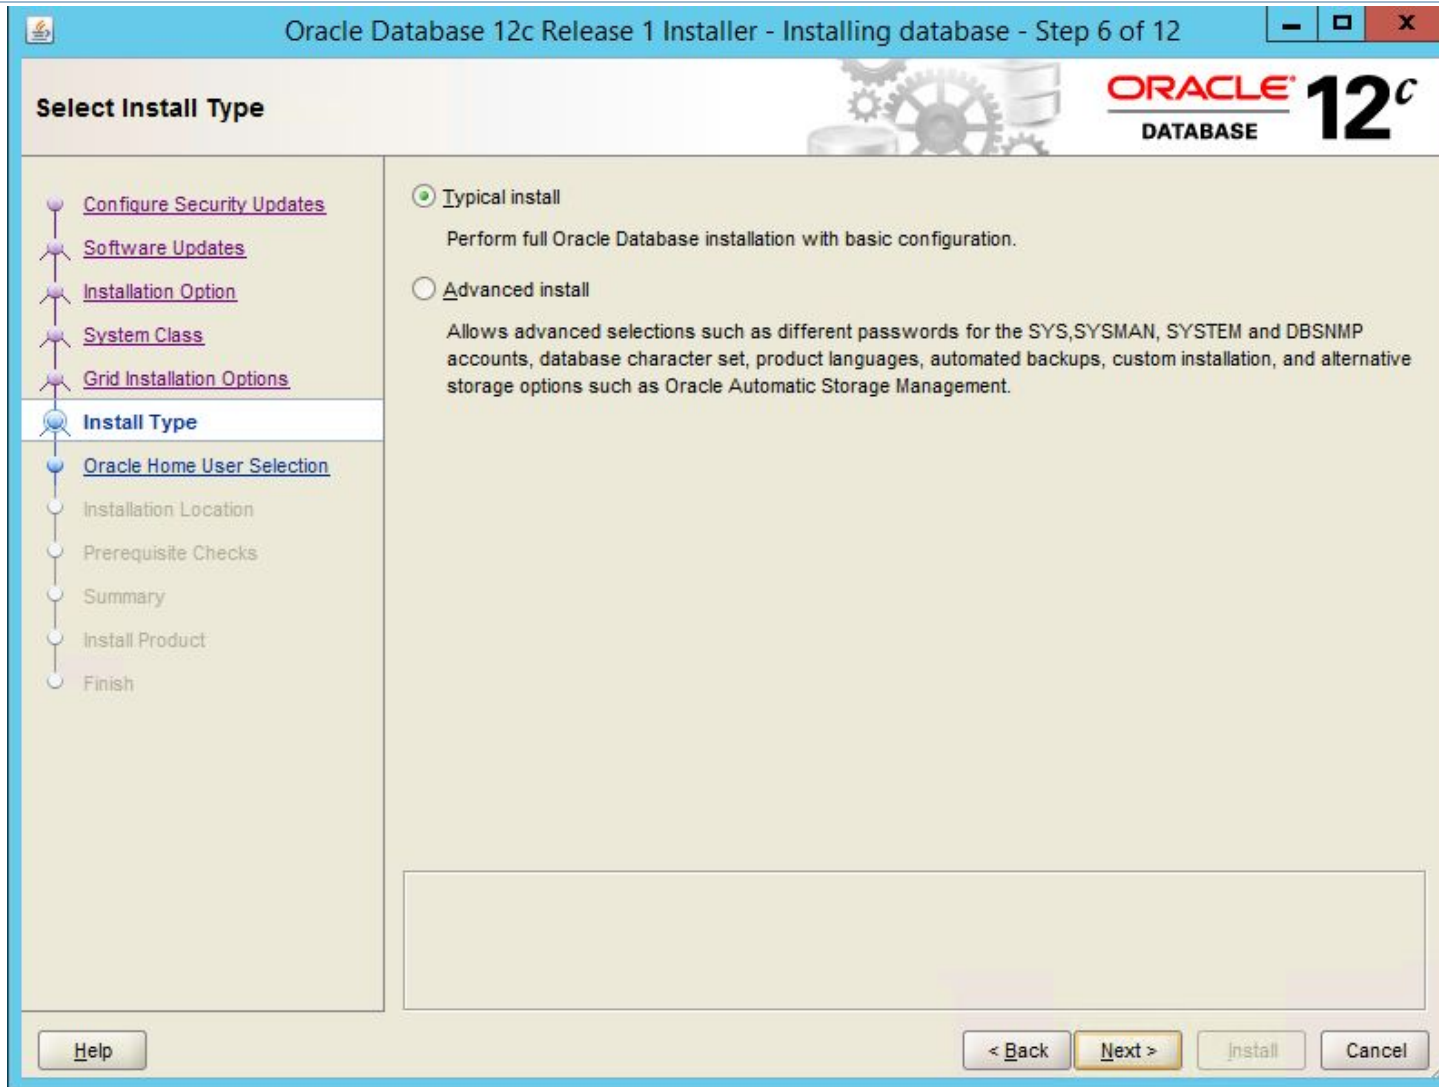 Oracle Database 12c Release 1 Installer - Installing database - Step 6 of 12
Select Install Type
ORACLE
DATABASE
12c
Configure Security Updates
Software Updates
Installation Option
System Class
Grid Installation Options
Install Type
Oracle Home User Selection
Installation Location
Prerequisite Checks
Summary
Install Product
Finish
Typical install
Perform full Oracle Database installation with basic configuration.
Advanced install
Allows advanced selections such as different passwords for the SYS,SYSMAN, SYSTEM and DBSNMP
accounts, database character set, product languages, automated backups, custom installation, and alternative
storage options such as Oracle Automatic Storage Management.
Help
< Back
Next >
Install
Cancel